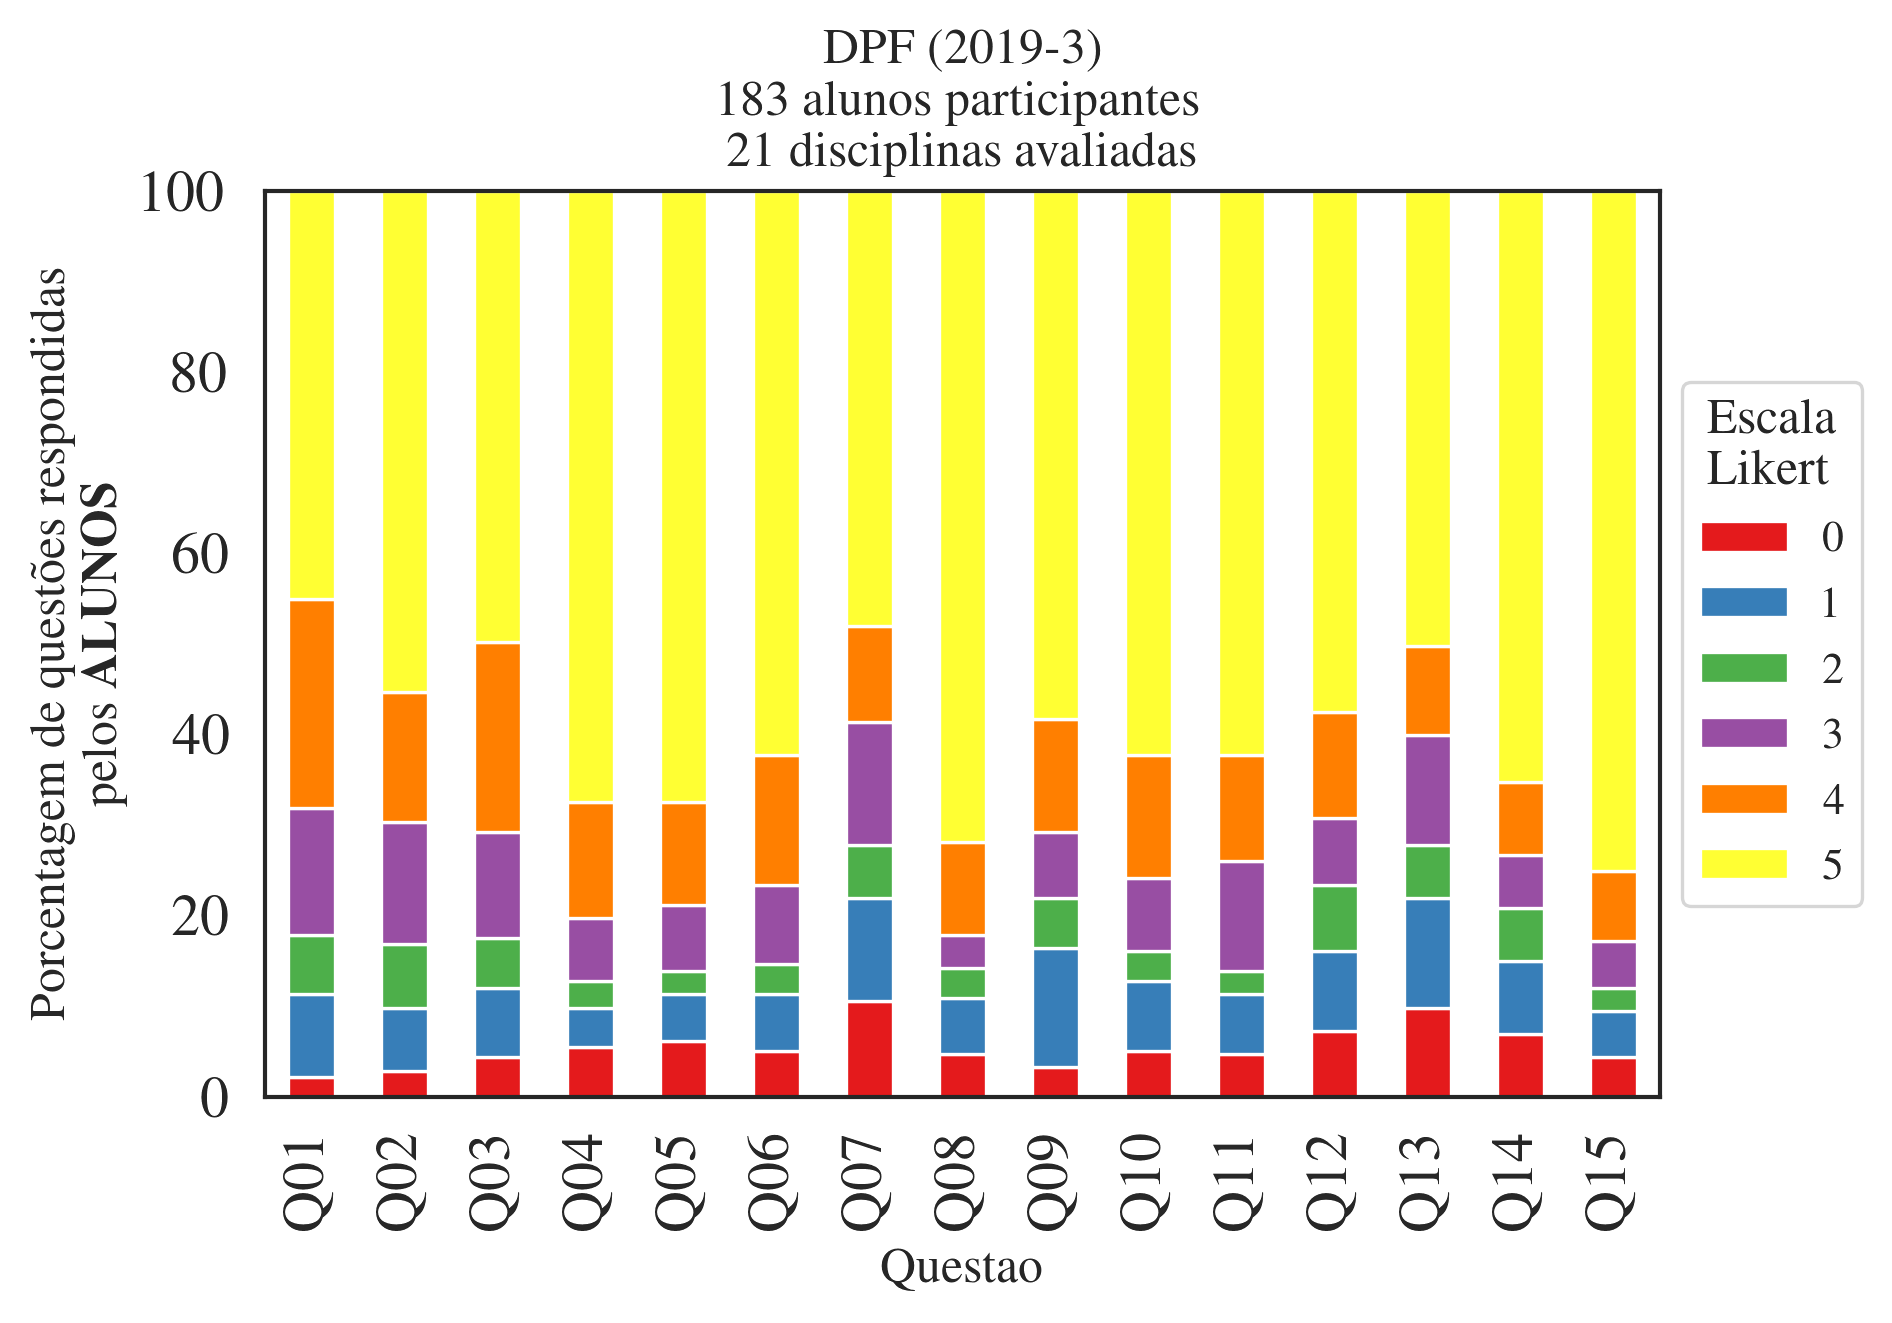 DPF (2019-3)
183 alunos participantes
21 disciplinas avaliadas
Porcentagem de questões respondidas
pelos ALUNOS
100
80
60
40
20
0
Q01
Q02
Q03
Q04
Q05
Q06
Q07
Q08
Q09
Q10
Q11
Q12
Q13
Q14
Q15
Questao
Escala
Likert
0
1
2
3
4
5